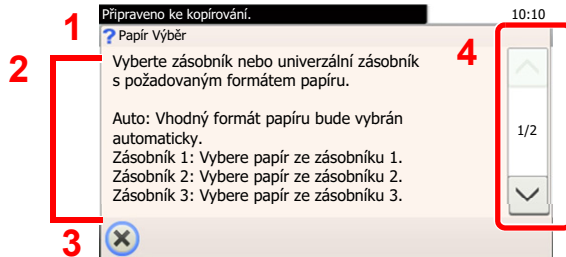 Připraveno ke kopírování.
10:10
1
? Papír Výběr
4
2
Vyberte zásobník nebo univerzální zásobník
s požadovaným formátem papíru.
Auto: Vhodný formát papíru bude vybrán
automaticky.
1/2
Zásobník 1: Vybere papír ze zásobníku 1.
Zásobník 2: Vybere papír ze zásobníku 2.
Zásobník 3: Vybere papír ze zásobníku 3.
3